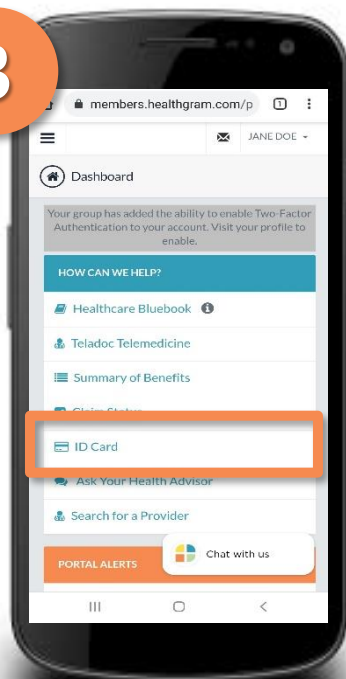 3
members.healthgram.com/p 1
JANE DOE
Dashboard
Your group has added the ability to enable Two-Factor
Authentication to your account. Visit your profile to
enable.
HOW CAN WE HELP?
Healthcare Bluebook
Teladoc Telemedicine
Summary of Benefits
Claim Status
ID Card
Ask Your Health Advisor
Search for a Provider
Chat with us
PORTAL ALERTS